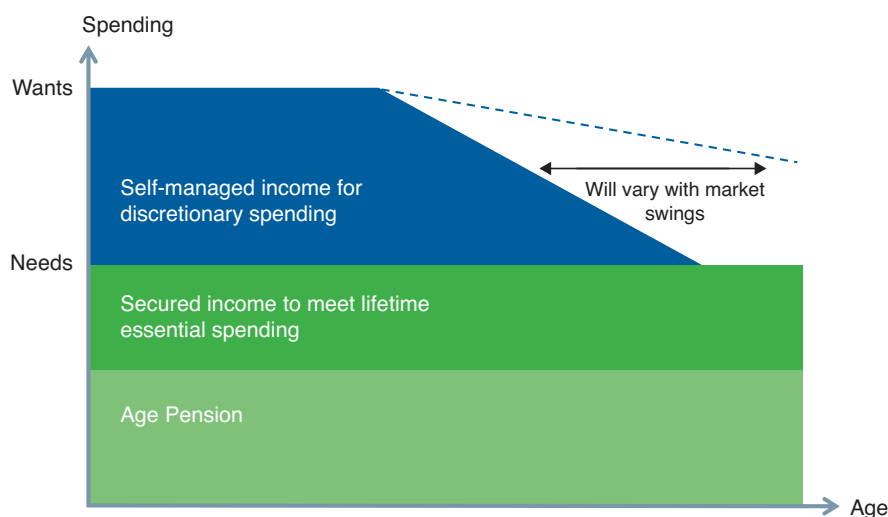 Spending
Wants
Self-managed income for
discretionary spending
Will vary with market
swings
Needs
Secured income to meet lifetime
essential spending
Age Pension
Age